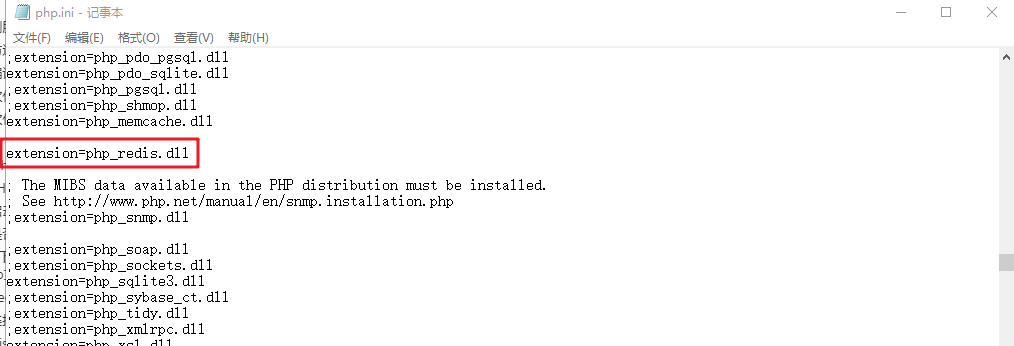 php.ini - 记事本
文件(F) 编辑(E) 格式(O) 查看(V) 帮助(H)
;extension=php_pdo_pgsql.dll
extension=php_pdo_sqlite.dll
;extension=php_pgsql.dll
;extension=php_shmop.dll
extension=php_memcache.dll
extension=php_redis.dll
; The MIBS data available in the PHP distribution must be installed.
; See http://www.php.net/manual/en/snmp.installation.php
;extension=php_snmp.dll
;extension=php_soap.dll
;extension=php_sockets.dll
extension=php_sqlite3.dll
;extension=php_sybase_ct.dll
;extension=php_tidy.dll
;extension=php_xmlrpc.dll
;extension=php_xsl.dll